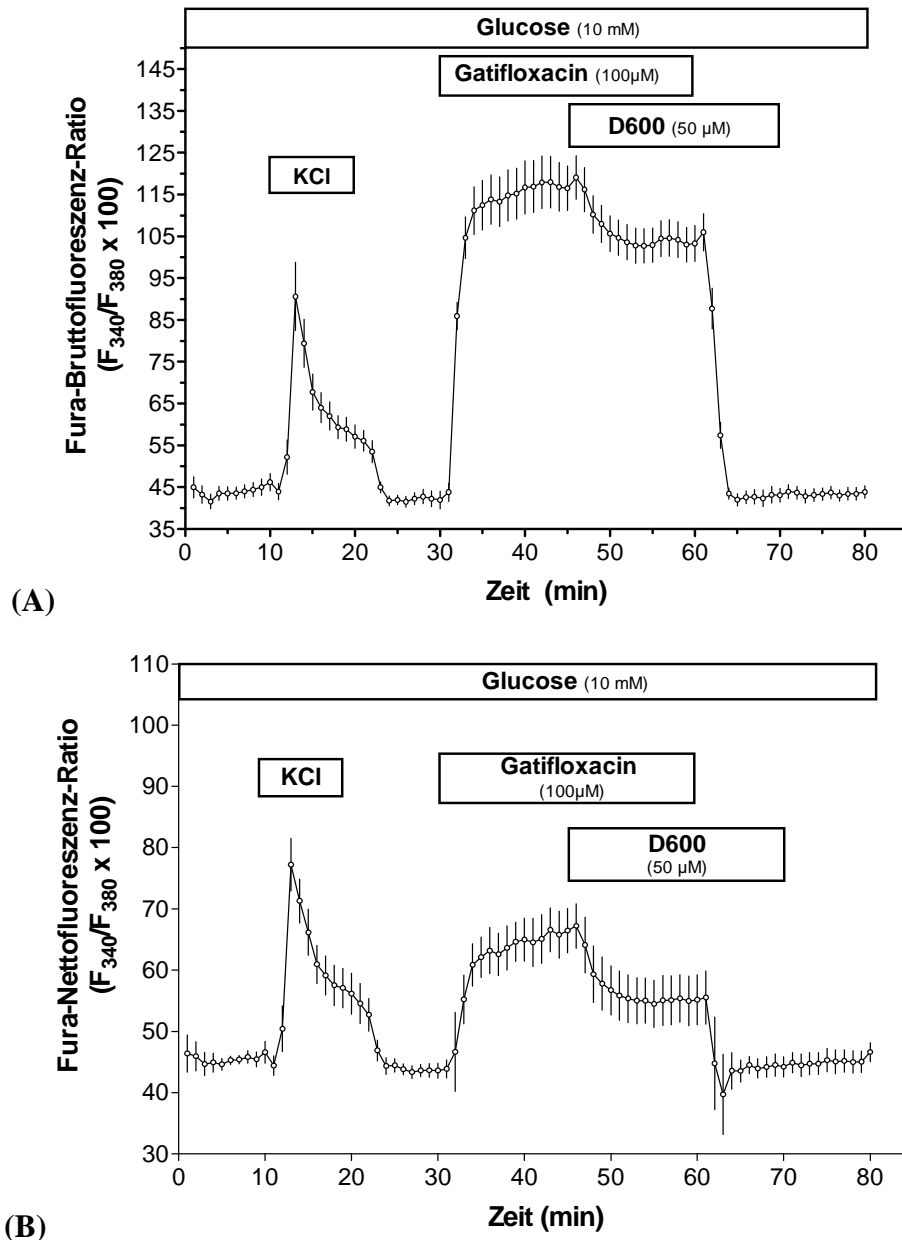 Glucose (10 mM)
Gatifloxacin (100µM)
D600 (50 µM)
KCl
Fura-Bruttofluoreszenz-Ratio
(F340/F380 x 100)
145
135
125
115
105
95
85
75
65
55
45
35
0 10 20 30 40 50 60 70 80
Zeit (min)
(A)
Glucose (10 mM)
KCl
Gatifloxacin
(100µM)
D600
(50 µM)
Fura-Nettofluoreszenz-Ratio
(F340/F380 x 100)
110
100
90
80
70
60
50
40
30
0 10 20 30 40 50 60 70 80
Zeit (min)
(B)